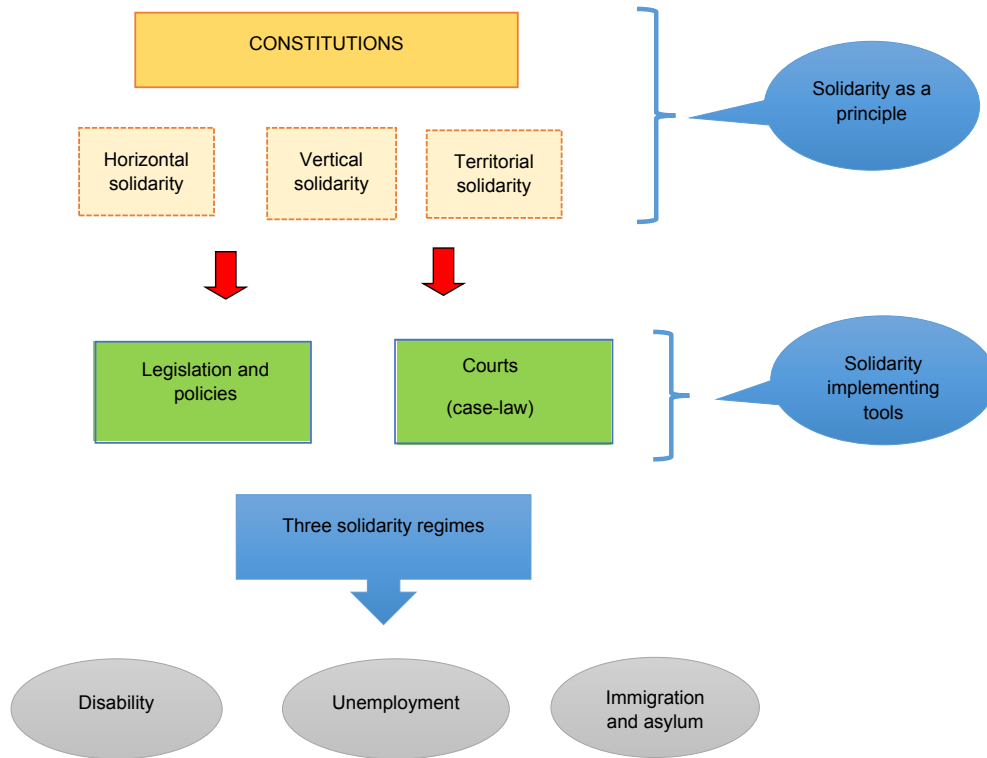 CONSTITUTIONS
Solidarity as a
principle
Horizontal
solidarity
Vertical
solidarity
Territorial
solidarity
Legislation and
policies
Courts
(case-law)
Solidarity
implementing
tools
Three solidarity regimes
Disability
Unemployment
Immigration
and asylum